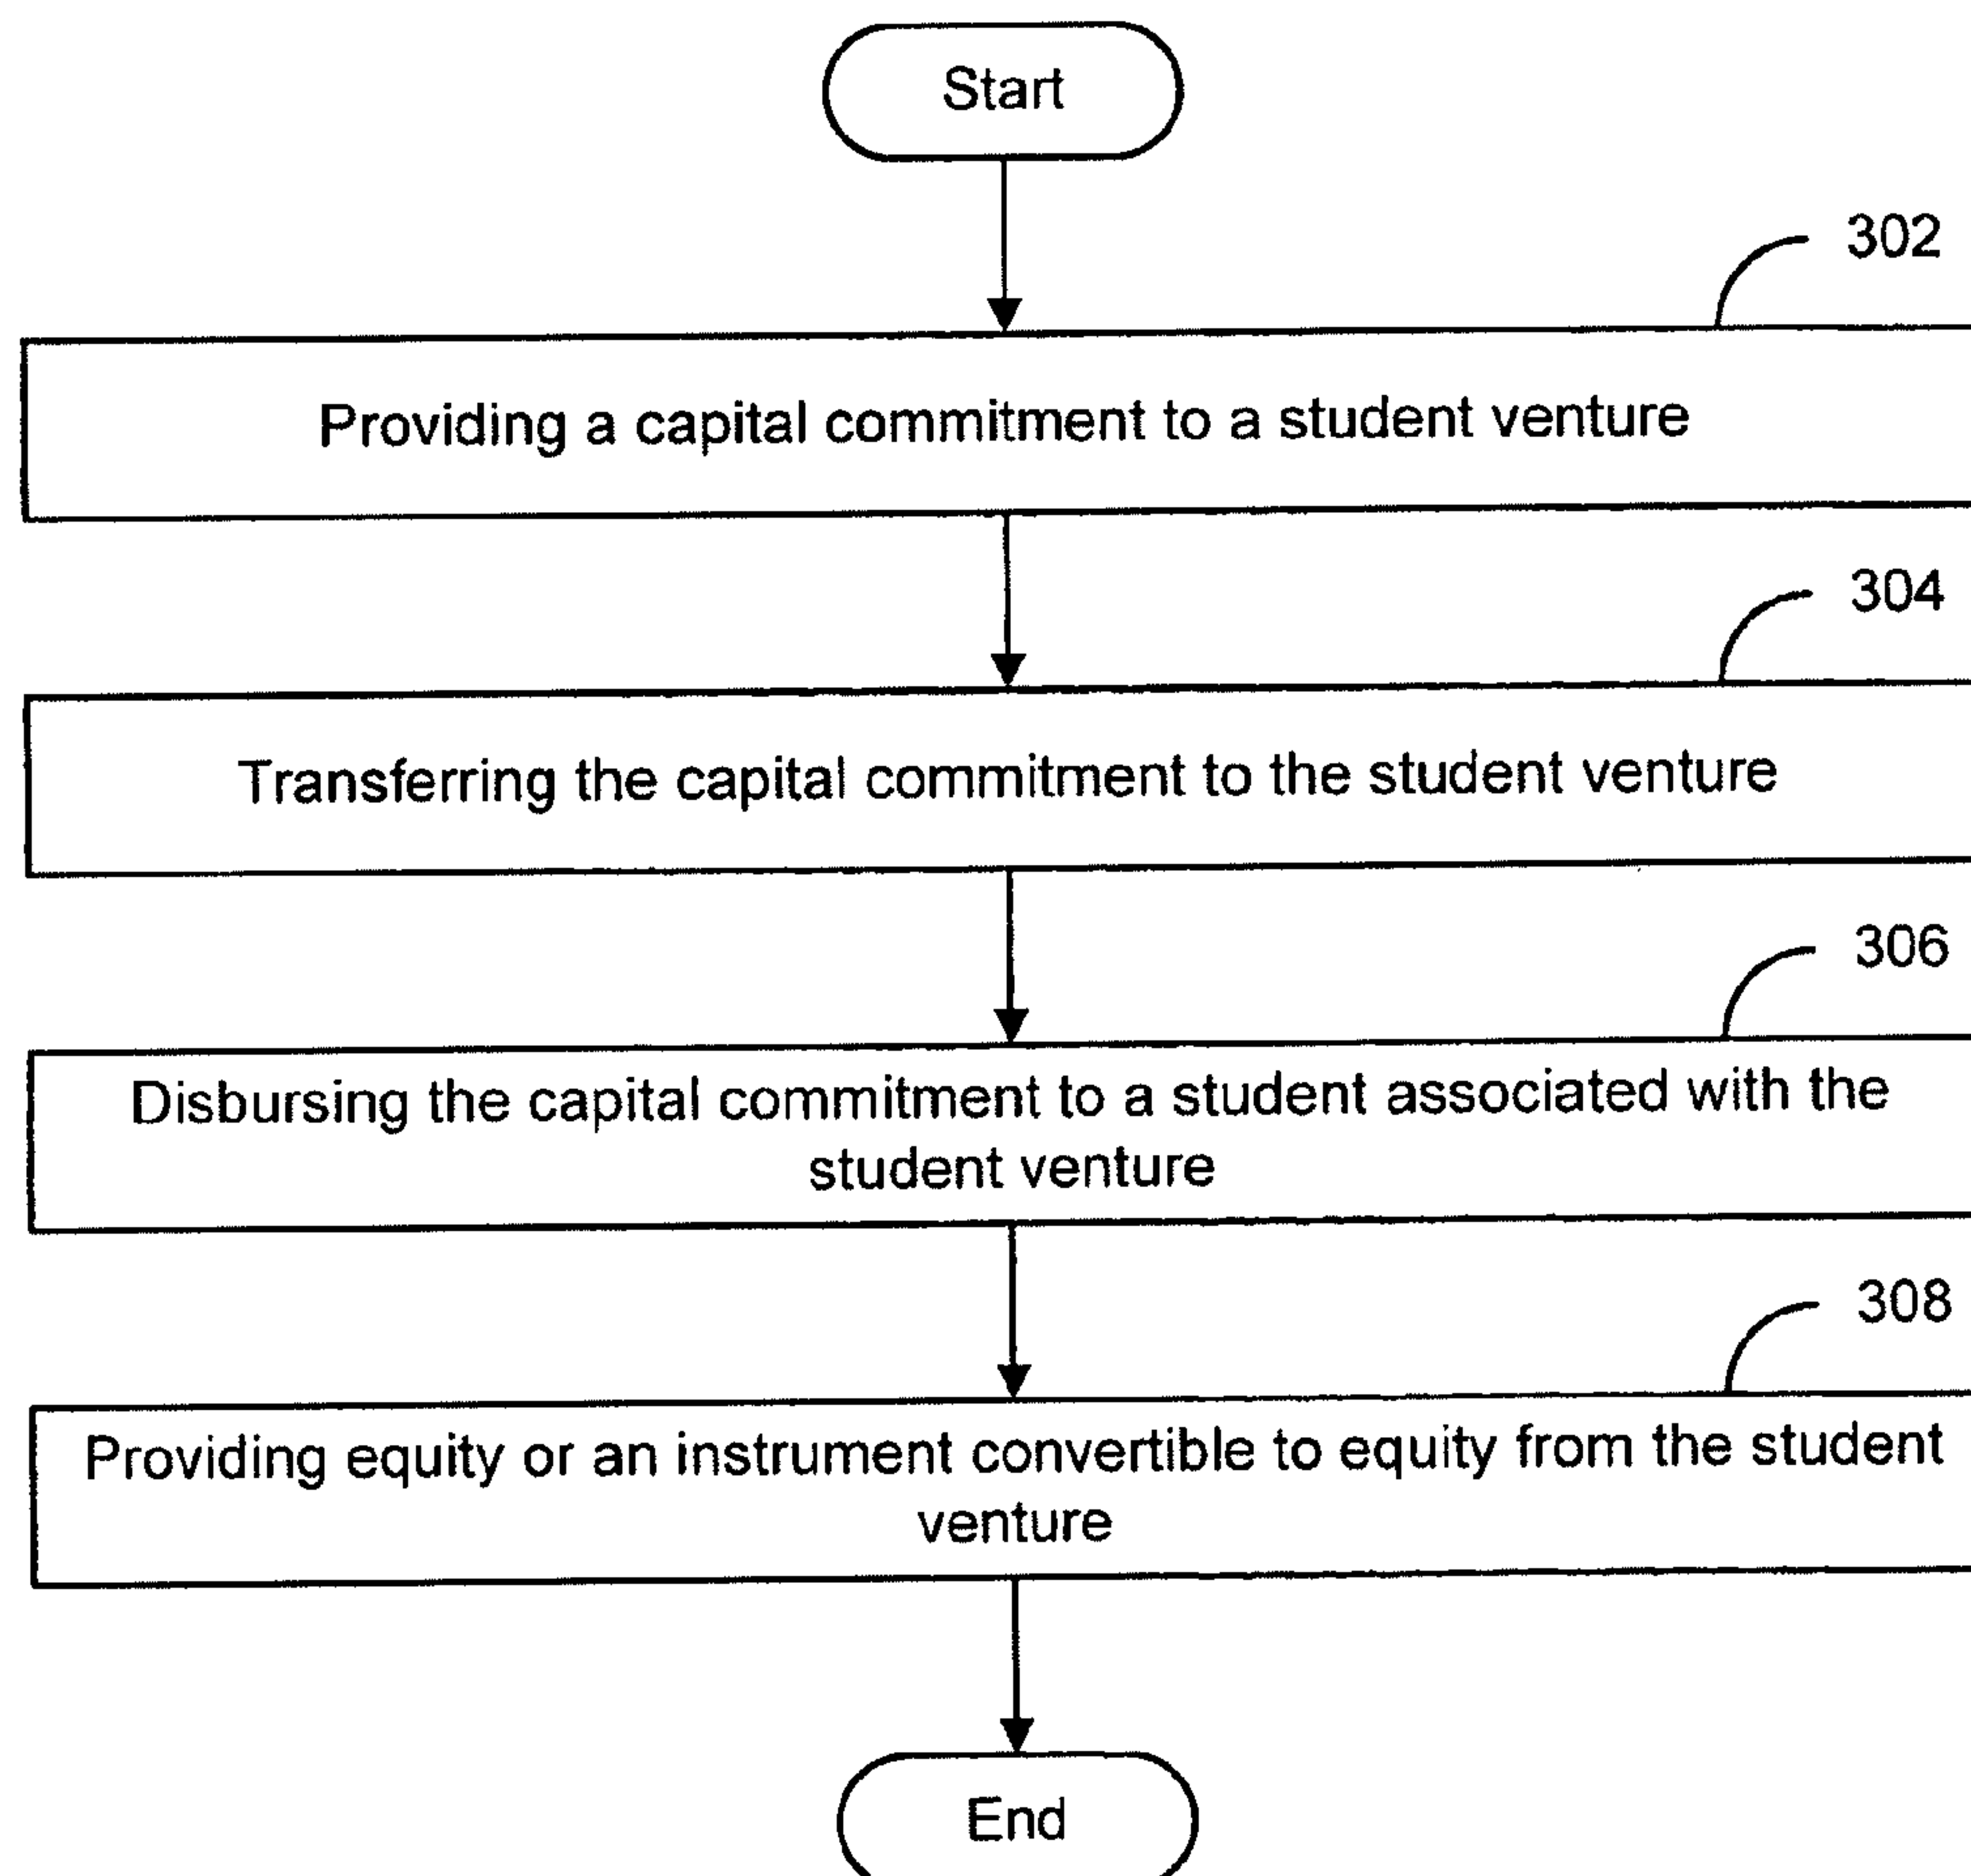 Start
302
Providing a capital commitment to a student venture
304
Transferring the capital commitment to the student venture
306
Disbursing the capital commitment to a student associated with the
student venture
308
Providing equity or an instrument convertible to equity from the student
venture
End